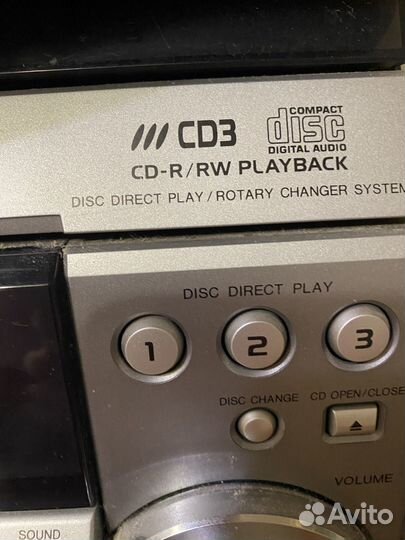 CD3 COMPACT disc DIGITAL AUDIO
CD-R/RW PLAYBACK
DISC DIRECT PLAY/ROTARY CHANGER SYSTEM
DISC DIRECT PLAY
1 2 3
DISC CHANGE CD OPEN/CLOSE
VOLUME
SOUND
Avito